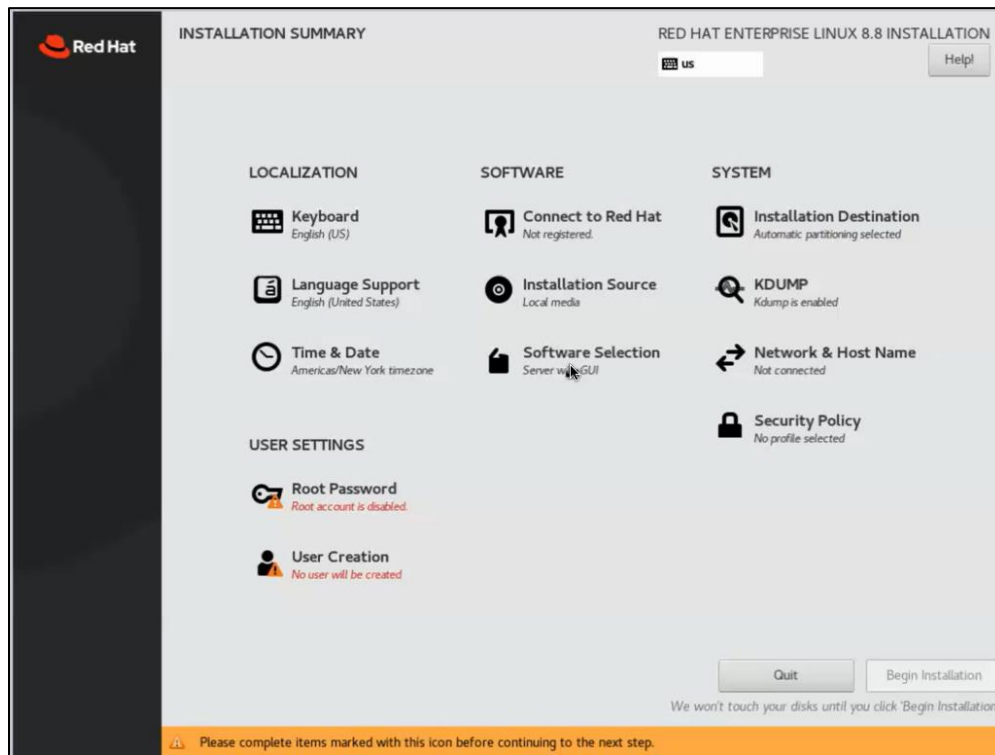 Red Hat
INSTALLATION SUMMARY
RED HAT ENTERPRISE LINUX 8.8 INSTALLATION
us
Help!
LOCALIZATION
Keyboard
English (US)
Language Support
English (United States)
Time & Date
Americas/New York timezone
SOFTWARE
Connect to Red Hat
Not registered.
Installation Source
Local media
Software Selection
Server with GUI
SYSTEM
Installation Destination
Automatic partitioning selected
KDUMP
Kdump is enabled
Network & Host Name
Not connected
Security Policy
No profile selected
USER SETTINGS
Root Password
Root account is disabled.
User Creation
No user will be created
Quit
Begin Installation
We won't touch your disks until you click 'Begin Installation
Please complete items marked with this icon before continuing to the next step.